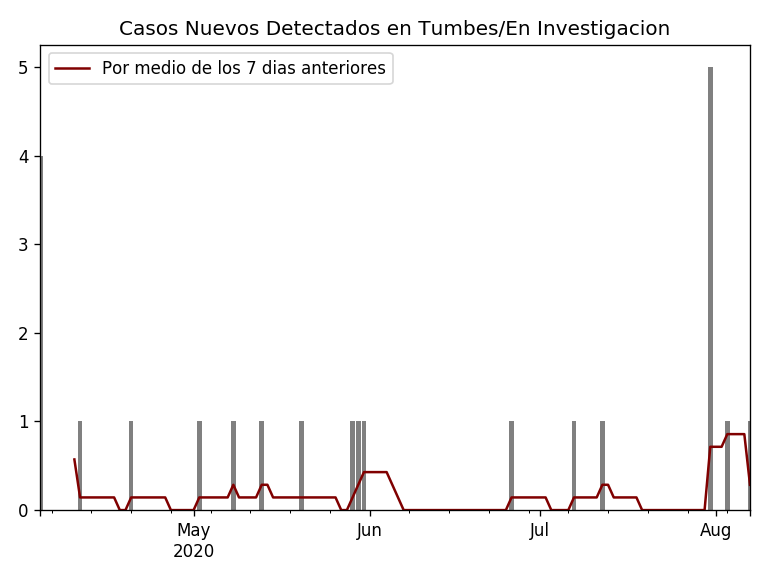 Casos Nuevos Detectados en Tumbes/En Investigacion
Por medio de los 7 dias anteriores
5
4
3
2
1
0
May
2020
Jun
Jul
Aug